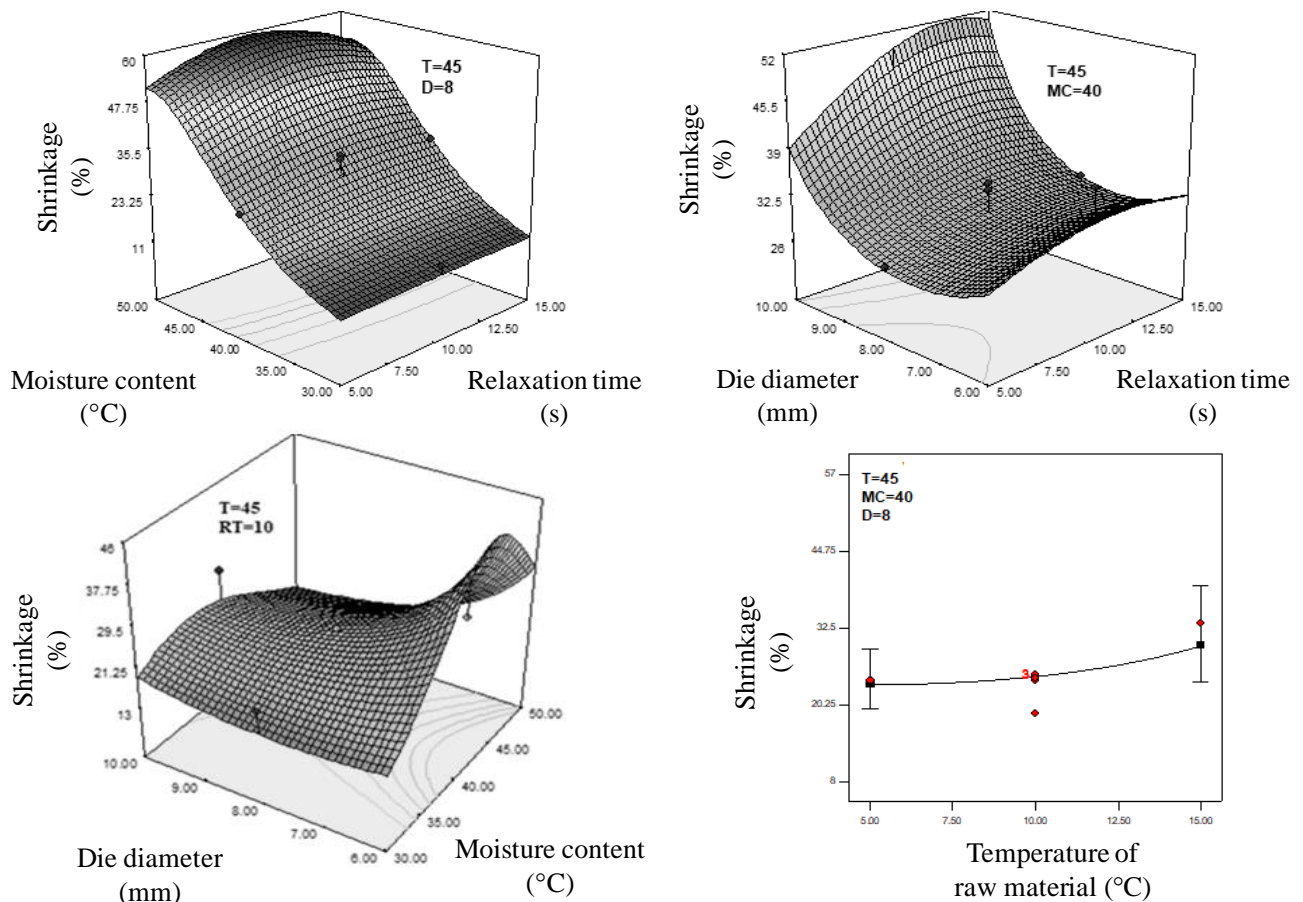 60
47.75
35.5
23.25
11
Shrinkage
(%)
T=45
D=8
50.00
45.00
40.00
35.00
30.00
5.00
7.50
10.00
12.50
15.00
Moisture content
(°C)
Relaxation time
(s)
52
45.5
39
32.5
26
Shrinkage
(%)
T=45
MC=40
10.00
9.00
8.00
7.00
6.00
5.00
7.50
10.00
12.50
15.00
Die diameter
(mm)
Relaxation time
(s)
46
37.75
29.5
21.25
13
Shrinkage
(%)
T=45
RT=10
10.00
9.00
8.00
7.00
6.00
30.00
35.00
40.00
45.00
50.00
Die diameter
(mm)
Moisture content
(°C)
57
44.75
32.5
20.25
8
Shrinkage
(%)
T=45
MC=40
D=8
3
5.00
7.50
10.00
12.50
15.00
Temperature of
raw material (°C)